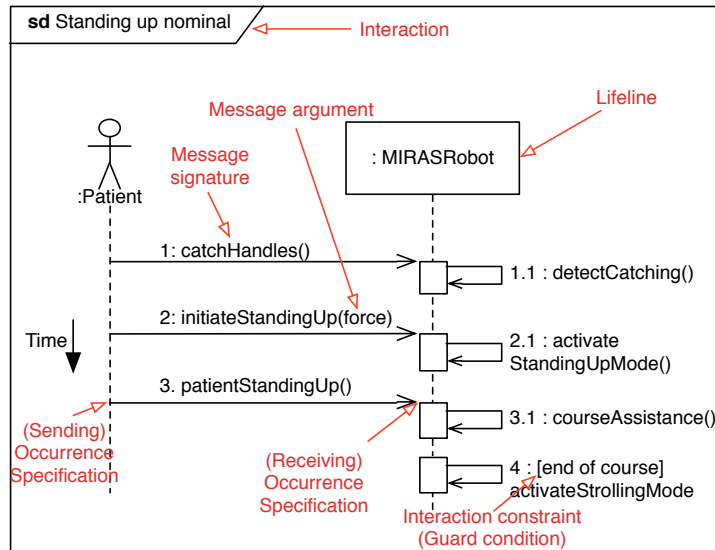 sd Standing up nominal
Interaction
Message argument
Lifeline
Message
signature
: MIRASRobot
:Patient
1: catchHandles()
1.1 : detectCatching()
2: initiateStandingUp(force)
Time
2.1 : activate
StandingUpMode()
3. patientStandingUp()
3.1 : courseAssistance()
(Sending)
Occurrence
Specification
(Receiving)
Occurrence
Specification
4 : [end of course]
activateStrollingMode
Interaction constraint
(Guard condition)